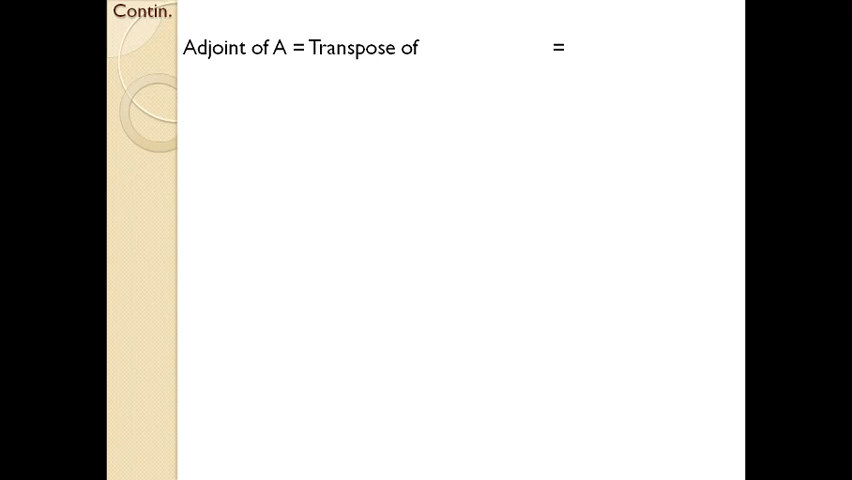 Contin.
Adjoint of A = Transpose of =